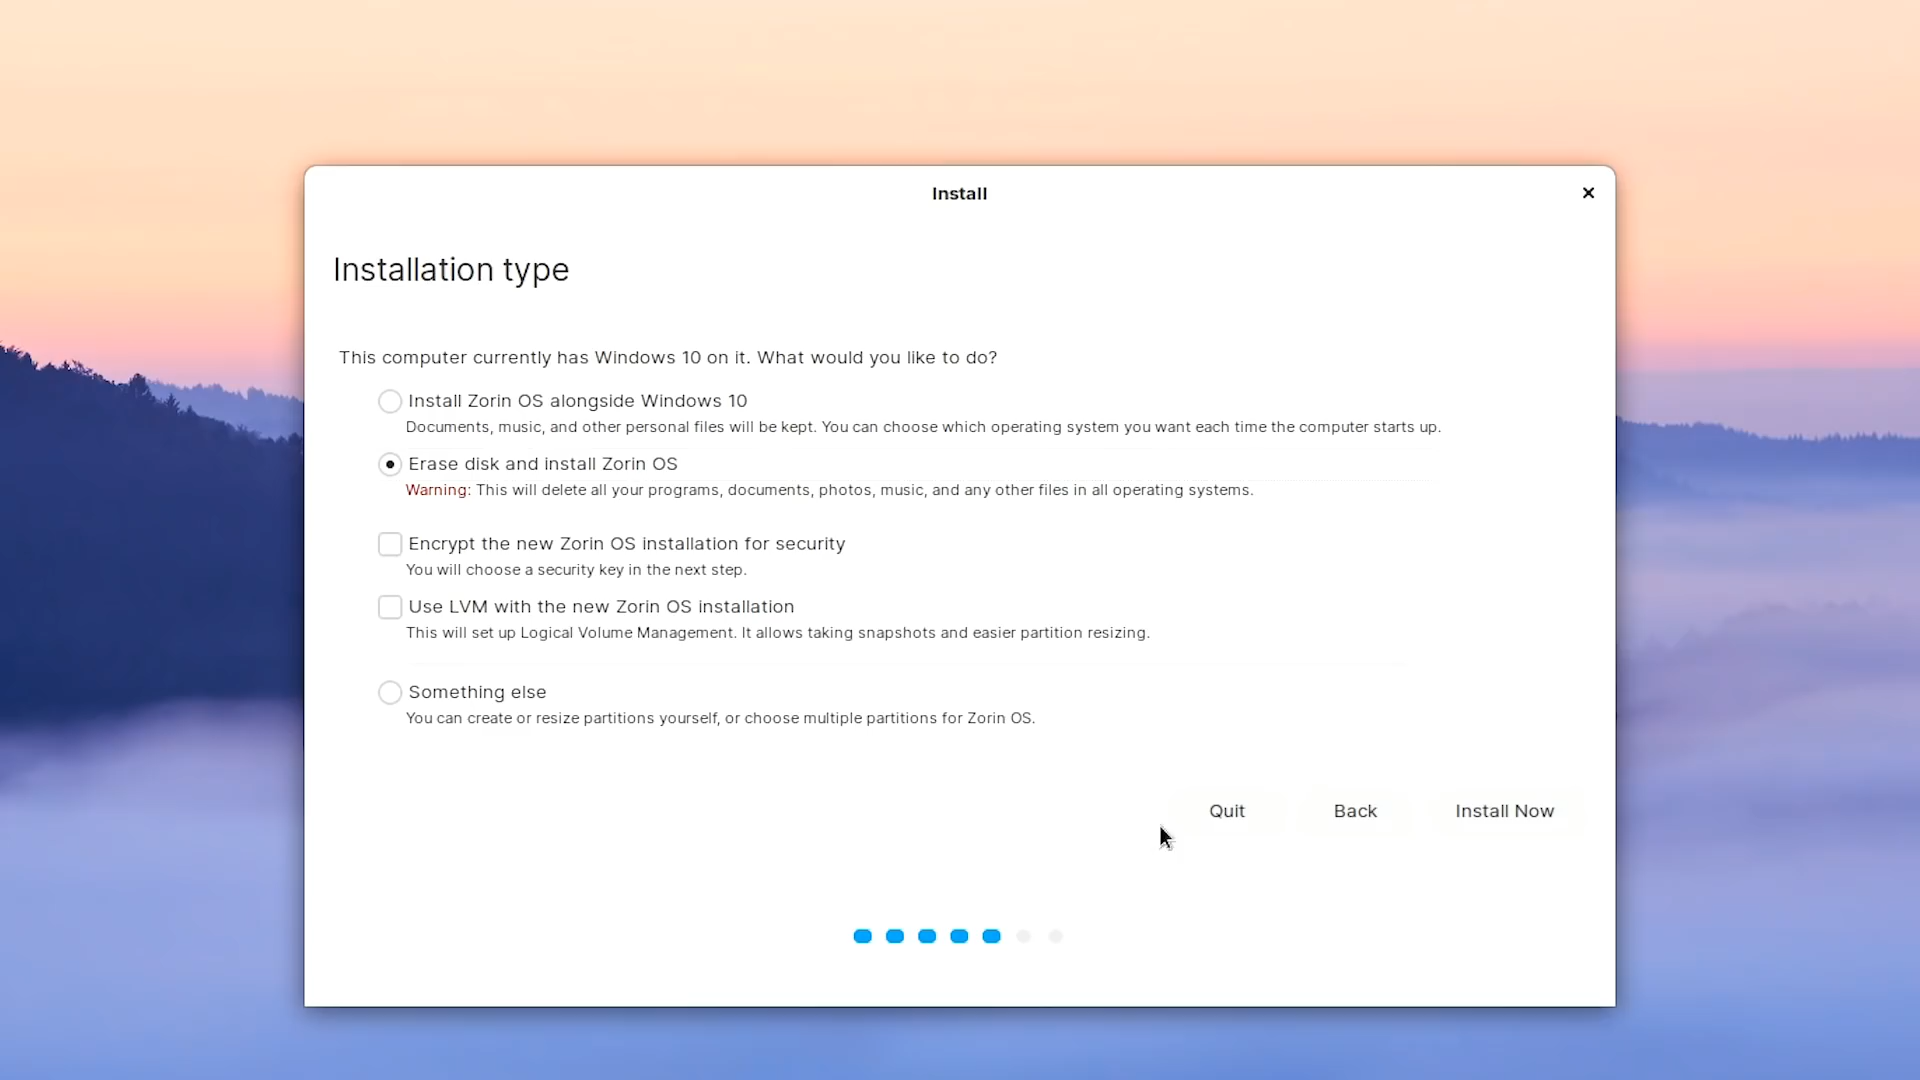 Install
Installation type
This computer currently has Windows 10 on it. What would you like to do?
Install Zorin OS alongside Windows 10
Documents, music, and other personal files will be kept. You can choose which operating system you want each time the computer starts up.
Erase disk and install Zorin OS
Warning: This will delete all your programs, documents, photos, music, and any other files in all operating systems.
Encrypt the new Zorin OS installation for security
You will choose a security key in the next step.
Use LVM with the new Zorin OS installation
This will set up Logical Volume Management. It allows taking snapshots and easier partition resizing.
Something else
You can create or resize partitions yourself, or choose multiple partitions for Zorin OS.
Quit Back Install Now